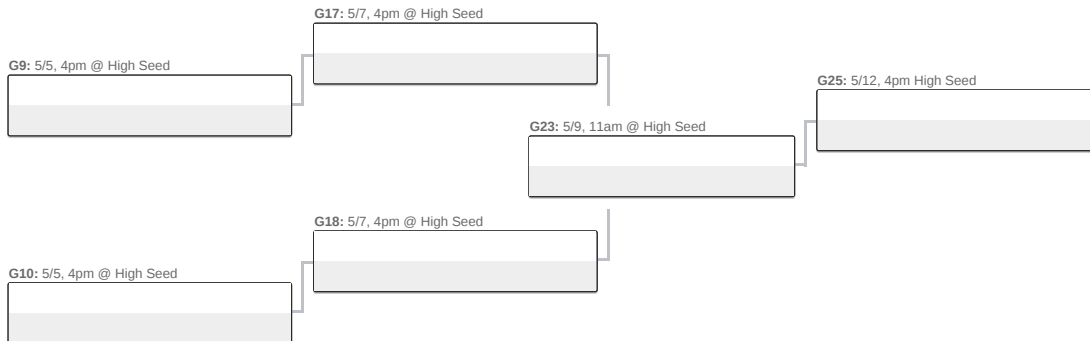 G17: 5/7, 4pm @ High Seed
G9: 5/5, 4pm @ High Seed
G25: 5/12, 4pm High Seed
G23: 5/9, 11am @ High Seed
G18: 5/7, 4pm @ High Seed
G10: 5/5, 4pm @ High Seed